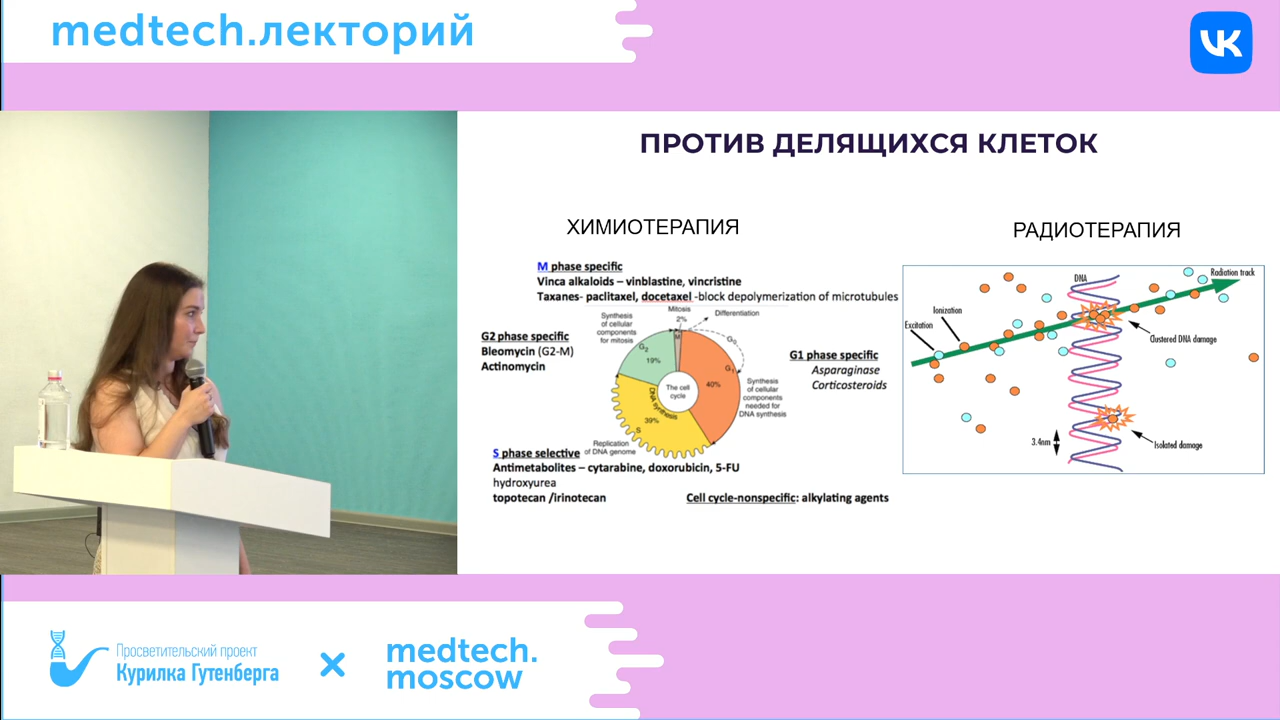 medtech.лекторий
VK
ПРОТИВ ДЕЛЯЩИХСЯ КЛЕТОК
ХИМИОТЕРАПИЯ
M phase specific
Vinca alkaloids – vinblastine, vincristine
Taxanes- paclitaxel, docetaxel -block depolymerization of microtubules
G2 phase specific
Bleomycin (G2-M)
Actinomycin
Synthesis
of cellular
components
for mitosis
Mitosis
2%
Differentiation
M
G2
19%
G0
G1
40%
The cell
cycle
DNA synthesis
39%
S
Synthesis
of cellular
components
needed for
DNA synthesis
G1 phase specific
Asparaginase
Corticosteroids
Replication
of DNA genome
S phase selective
Antimetabolites – cytarabine, doxorubicin, 5-FU
hydroxyurea
topotecan /irinotecan
Cell cycle-nonspecific: alkylating agents
РАДИОТЕРАПИЯ
DNA
Radiation track
Ionization
Excitation
Clustered DNA damage
3.4nm
Isolated damage
Просветительский проект
Курилка Гутенберга
×
medtech.
moscow